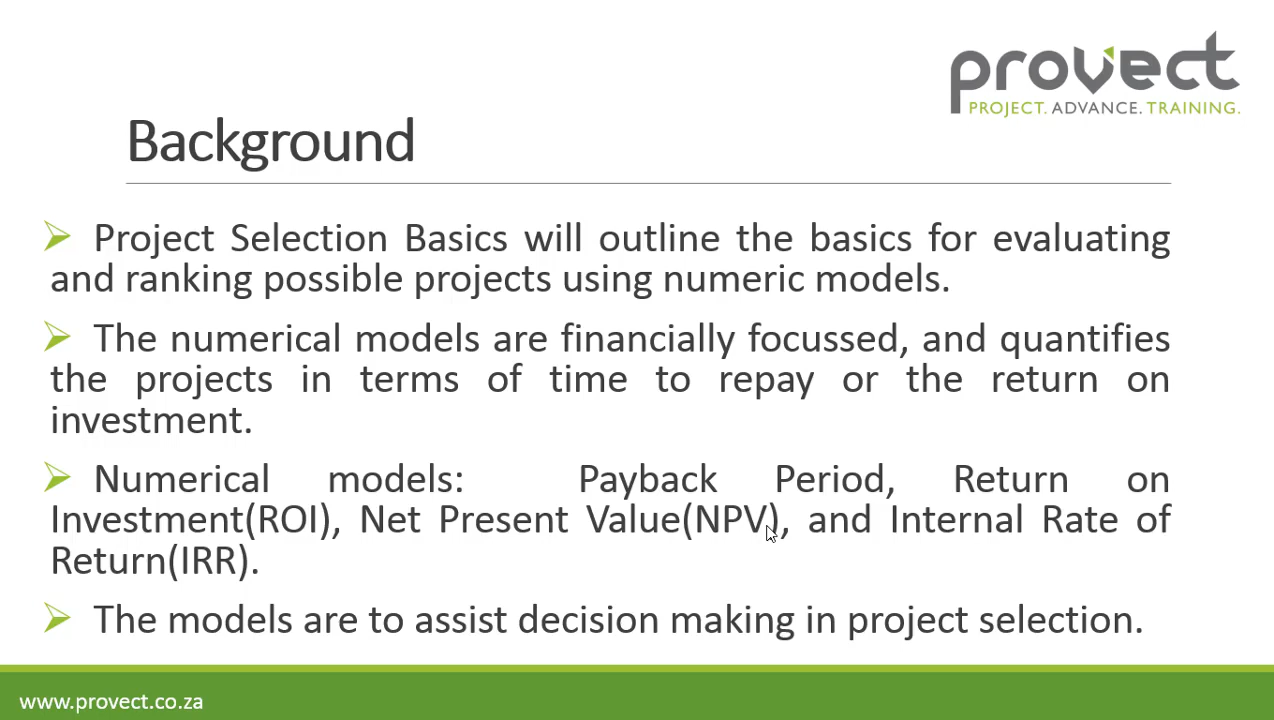 provect
PROJECT. ADVANCE. TRAINING.
Background
Project Selection Basics will outline the basics for evaluating
and ranking possible projects using numeric models.
The numerical models are financially focussed, and quantifies
the projects in terms of time to repay or the return on
investment.
Numerical models: Payback Period, Return on
Investment(ROI), Net Present Value(NPV), and Internal Rate of
Return(IRR).
The models are to assist decision making in project selection.
www.provect.co.za